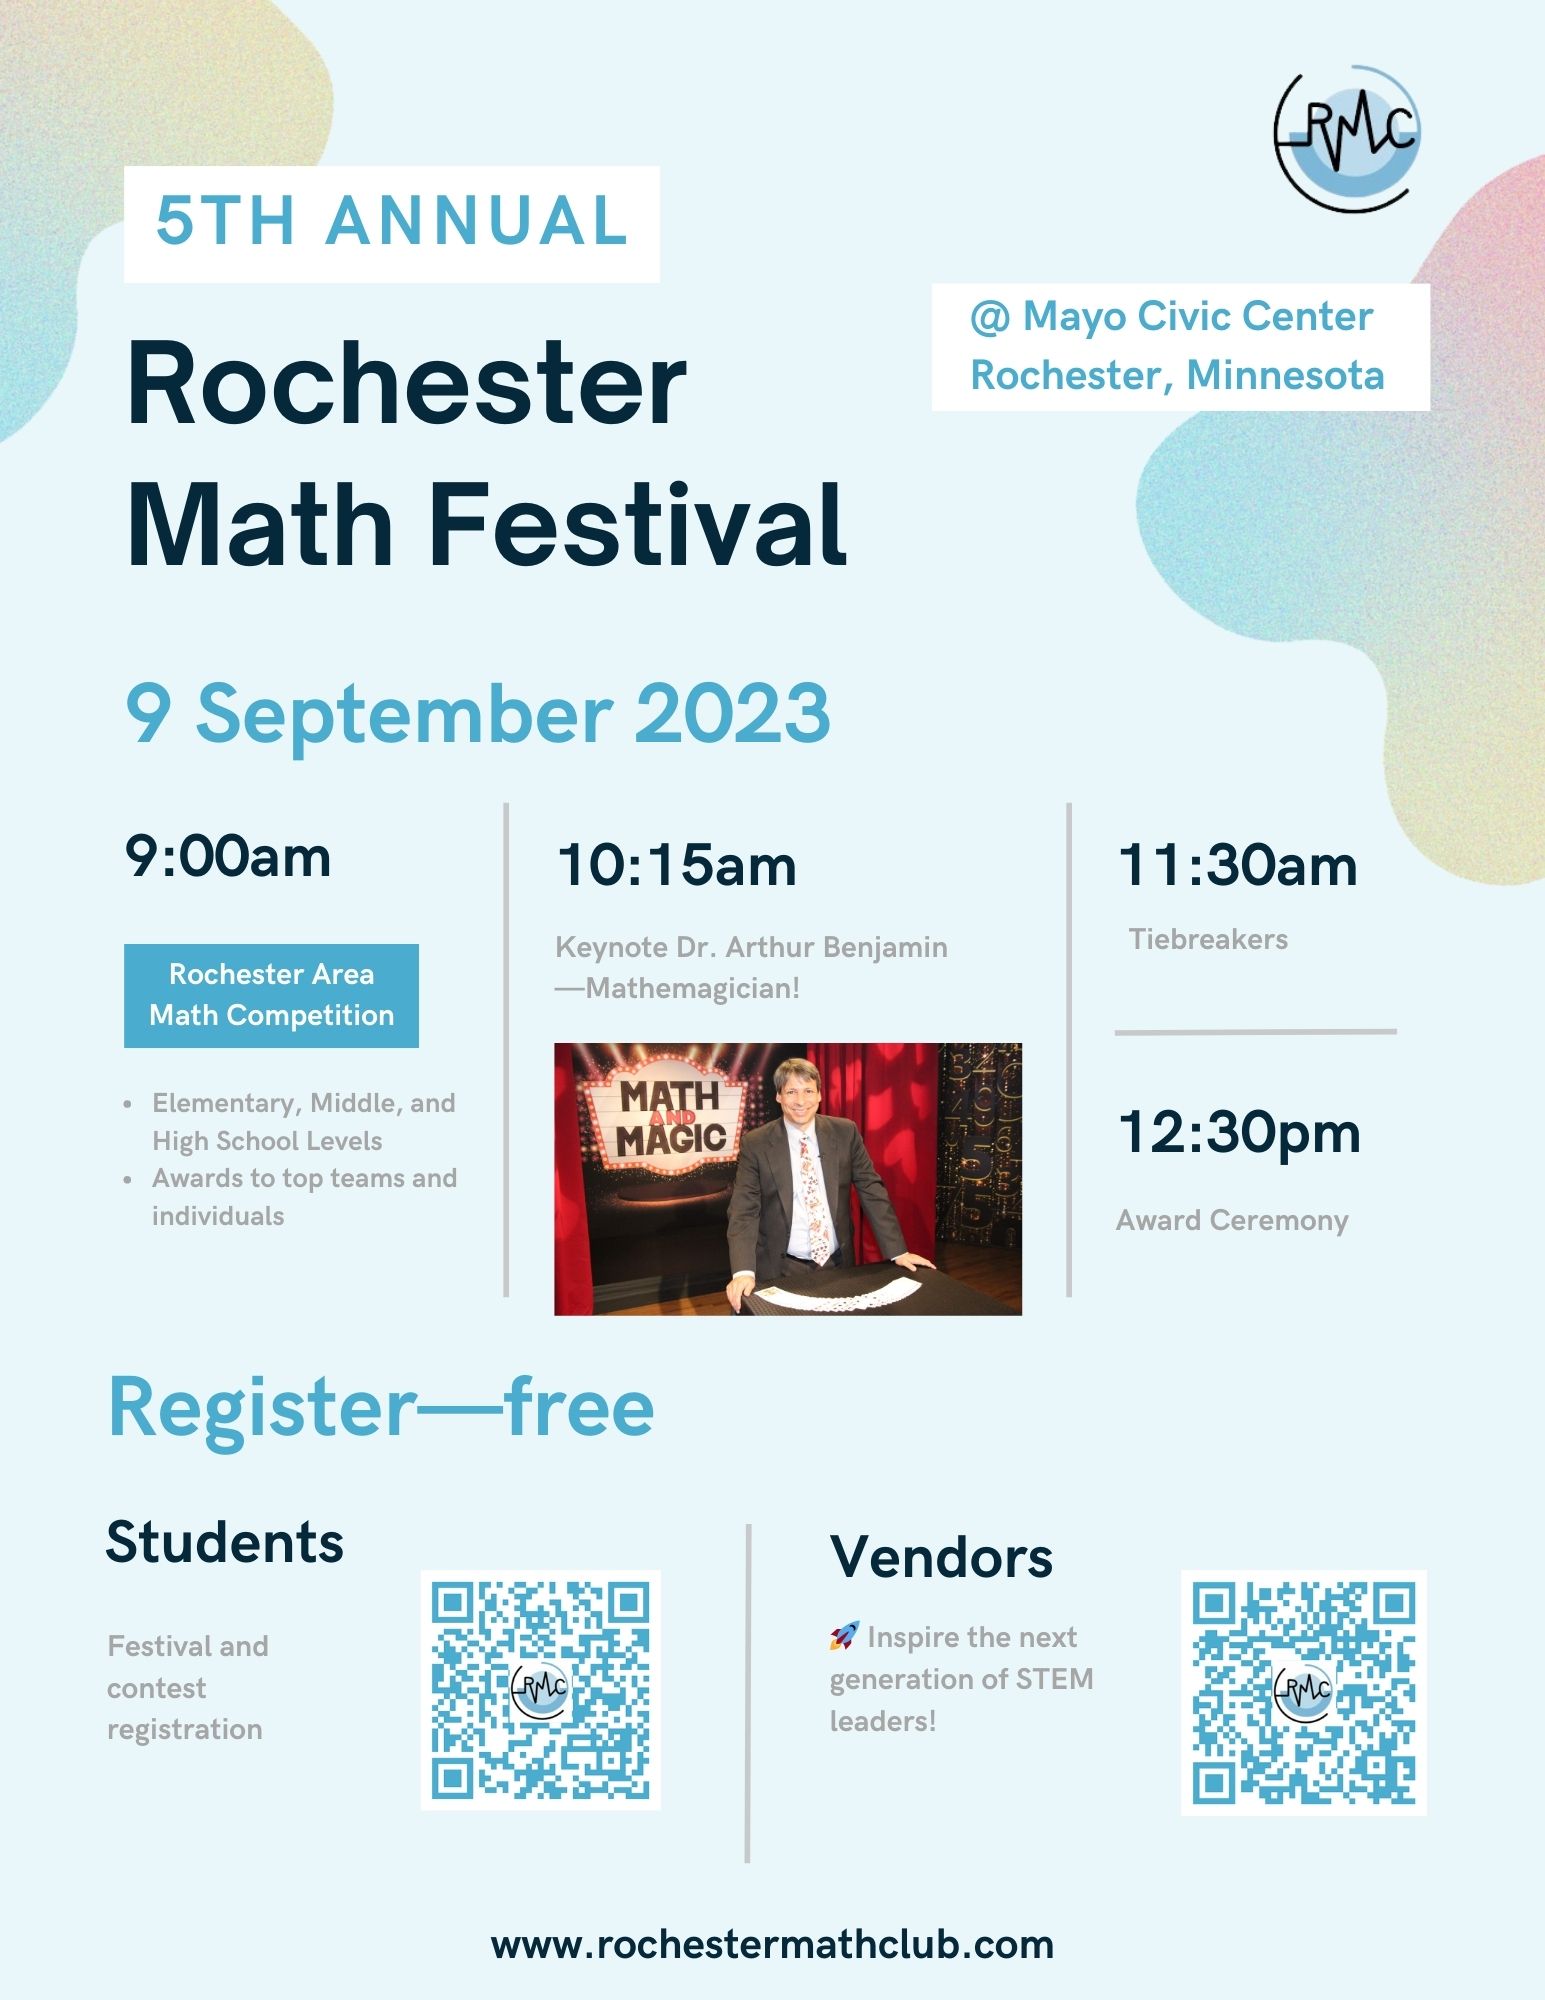 RMC
5TH ANNUAL
@ Mayo Civic Center
Rochester, Minnesota
Rochester
Math Festival
9 September 2023
9:00am
Rochester Area
Math Competition
• Elementary, Middle, and
High School Levels
• Awards to top teams and
individuals
10:15am
Keynote Dr. Arthur Benjamin
—Mathemagician!
MATH
AND
MAGIC
11:30am
Tiebreakers
12:30pm
Award Ceremony
Register—free
Students
Festival and
contest
registration
RMC
Vendors
🚀 Inspire the next
generation of STEM
leaders!
RMC
www.rochestermathclub.com